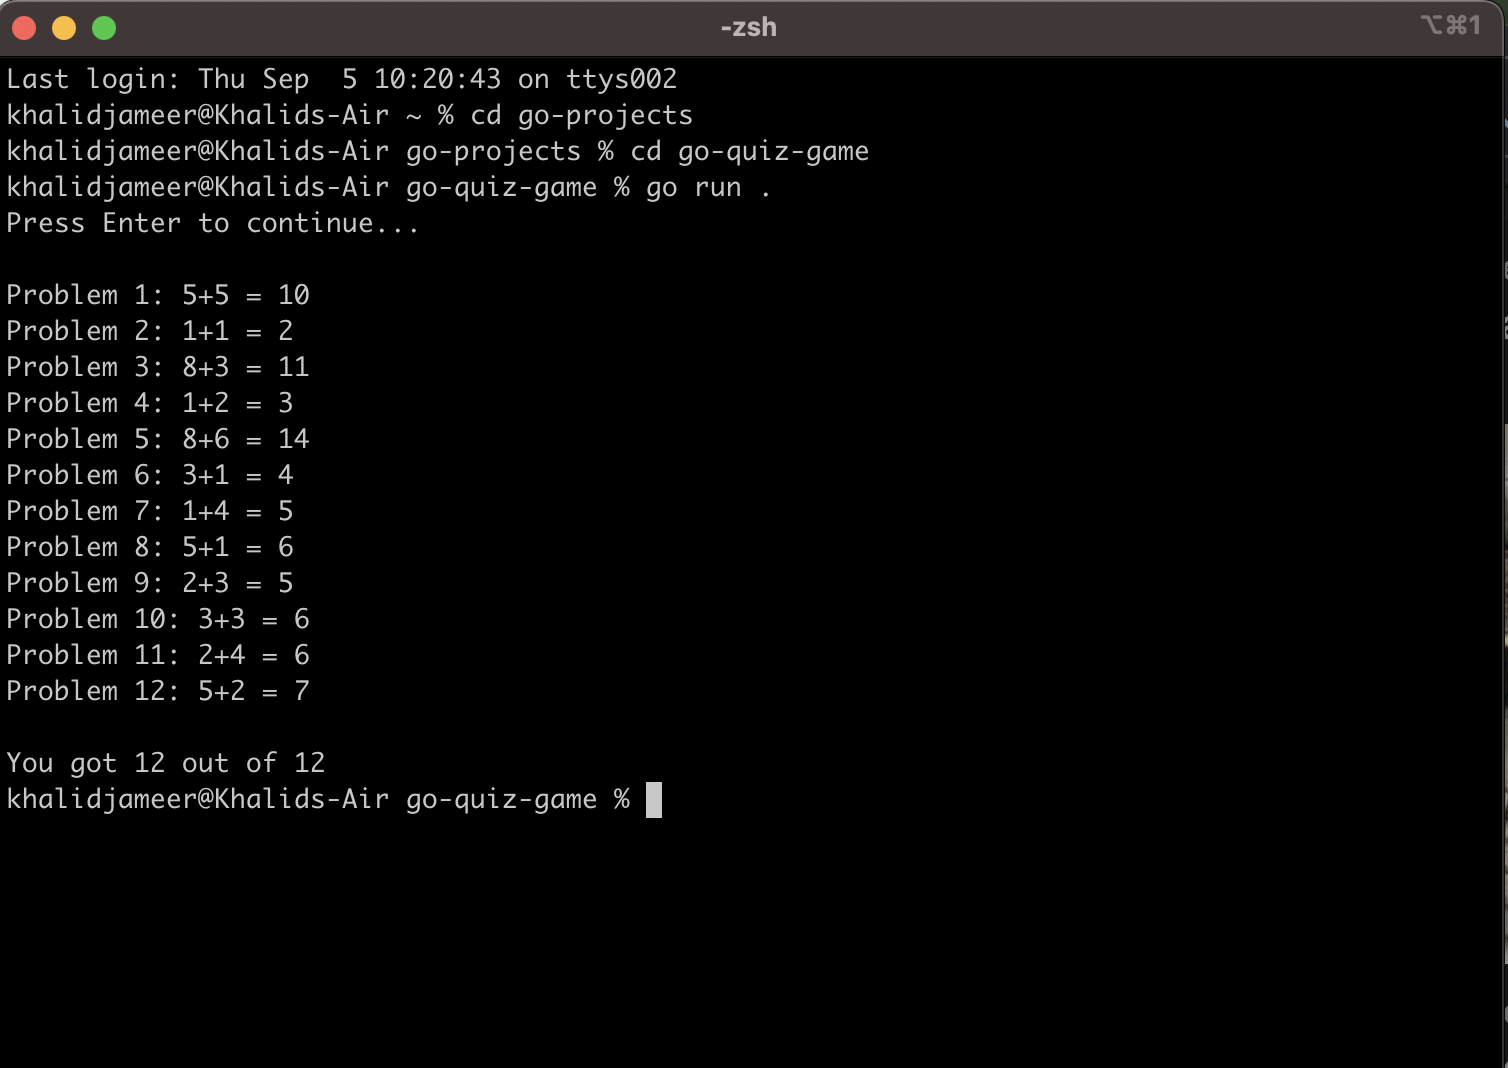 -zsh
⌥⌘1
Last login: Thu Sep  5 10:20:43 on ttys002
khalidjameer@Khalids-Air ~ % cd go-projects
khalidjameer@Khalids-Air go-projects % cd go-quiz-game
khalidjameer@Khalids-Air go-quiz-game % go run .
Press Enter to continue...
Problem 1: 5+5 = 10
Problem 2: 1+1 = 2
Problem 3: 8+3 = 11
Problem 4: 1+2 = 3
Problem 5: 8+6 = 14
Problem 6: 3+1 = 4
Problem 7: 1+4 = 5
Problem 8: 5+1 = 6
Problem 9: 2+3 = 5
Problem 10: 3+3 = 6
Problem 11: 2+4 = 6
Problem 12: 5+2 = 7
You got 12 out of 12
khalidjameer@Khalids-Air go-quiz-game %